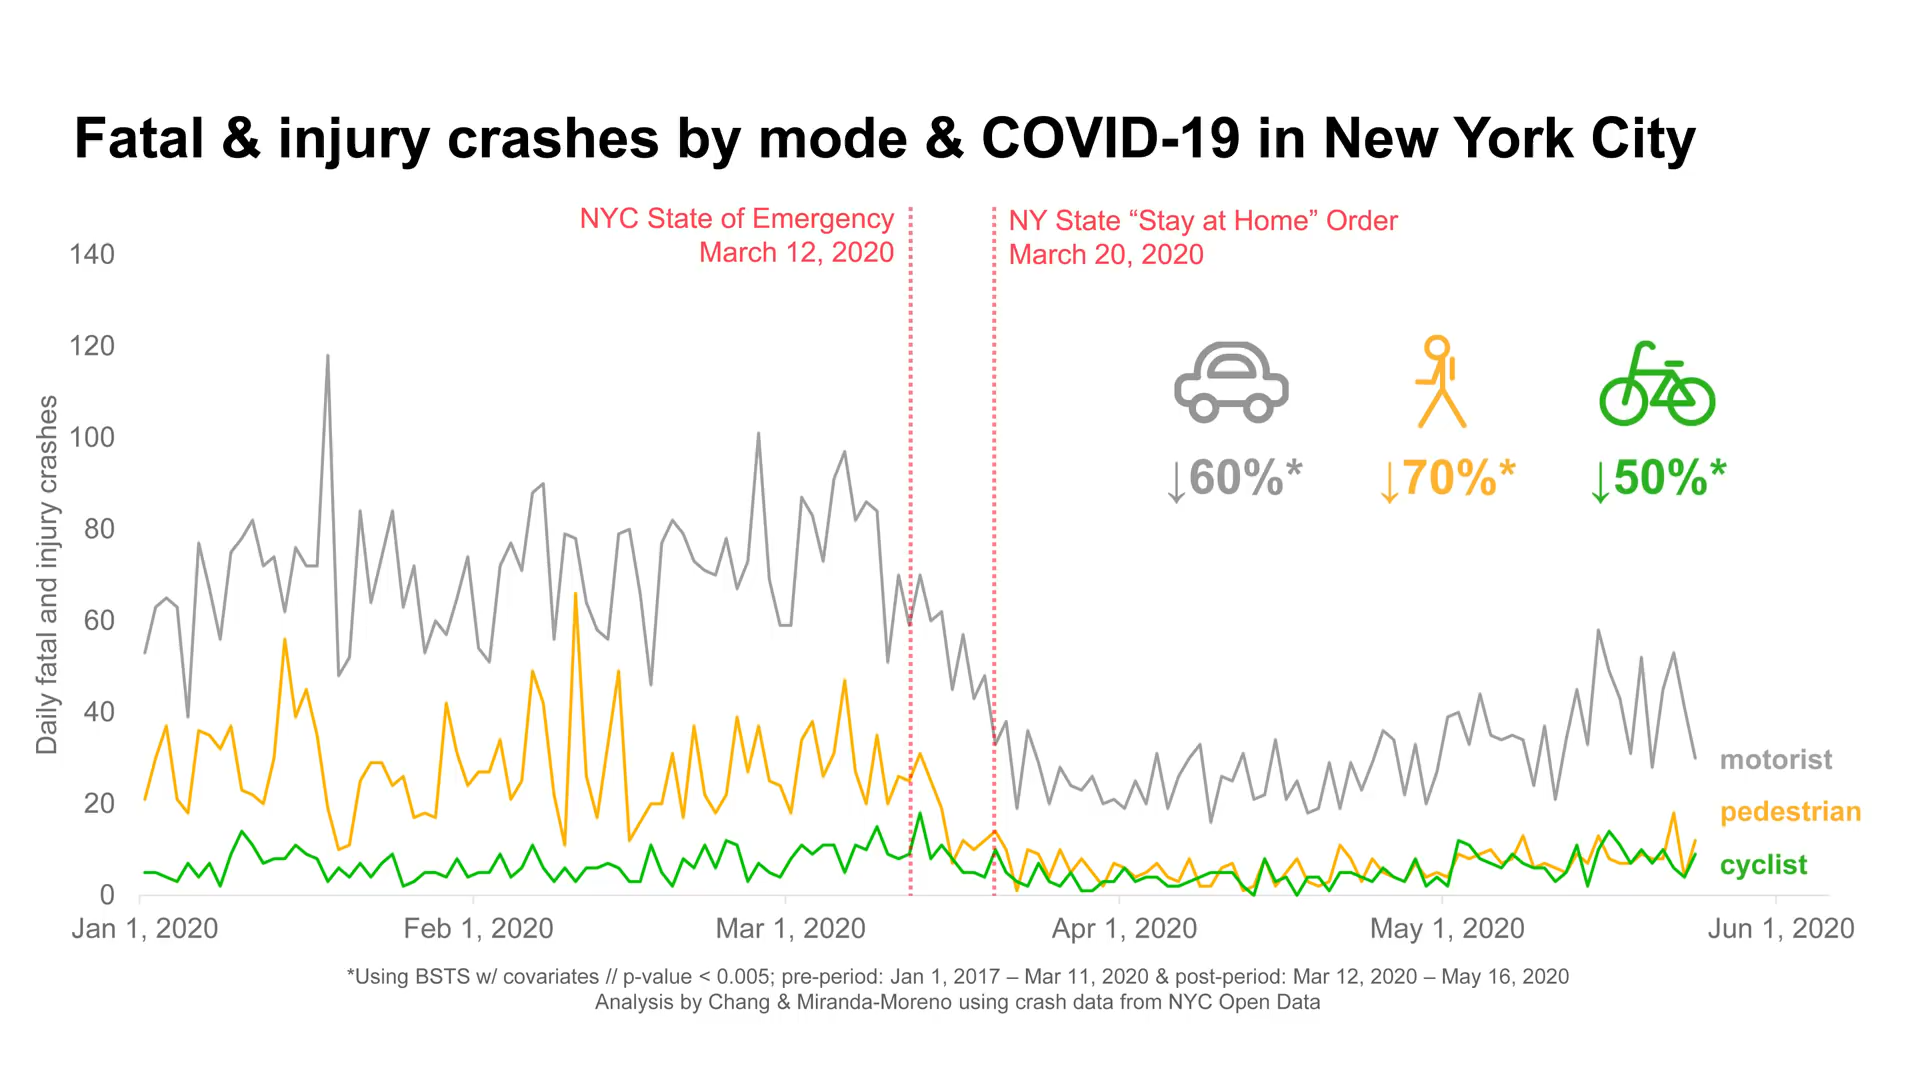 Fatal & injury crashes by mode & COVID-19 in New York City
NYC State of Emergency
March 12, 2020
NY State “Stay at Home” Order
March 20, 2020
Daily fatal and injury crashes
140
120
100
80
60
40
20
0
↓60%*
↓70%*
↓50%*
motorist
pedestrian
cyclist
Jan 1, 2020
Feb 1, 2020
Mar 1, 2020
Apr 1, 2020
May 1, 2020
Jun 1, 2020
*Using BSTS w/ covariates // p-value < 0.005; pre-period: Jan 1, 2017 – Mar 11, 2020 & post-period: Mar 12, 2020 – May 16, 2020
Analysis by Chang & Miranda-Moreno using crash data from NYC Open Data